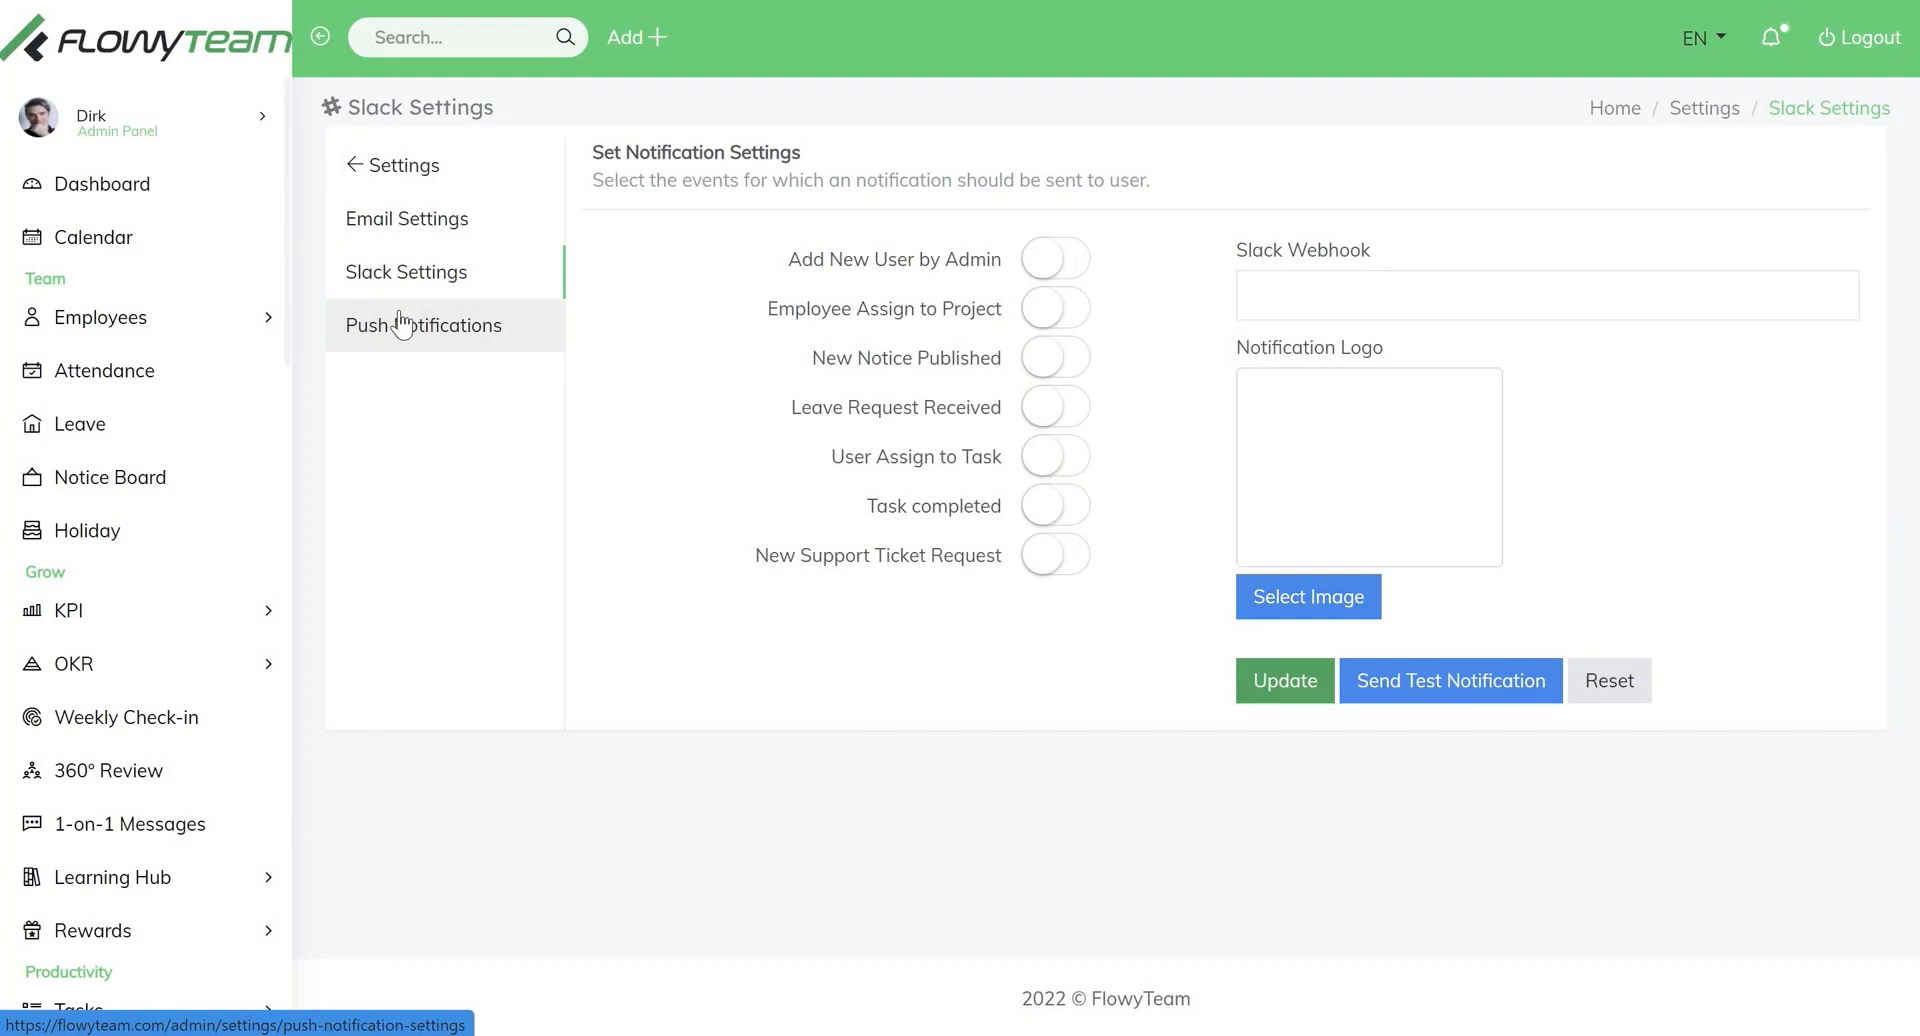 FLOWYTEAM
Search...
Add
EN
Logout
Dirk
Admin Panel
Dashboard
Calendar
Team
Employees
Attendance
Leave
Notice Board
Holiday
Grow
KPI
OKR
Weekly Check-in
360° Review
1-on-1 Messages
Learning Hub
Rewards
Productivity
Tasks
https://flowyteam.com/admin/settings/push-notification-settings
Slack Settings
Home / Settings / Slack Settings
Settings
Email Settings
Slack Settings
Push Notifications
Set Notification Settings
Select the events for which an notification should be sent to user.
Add New User by Admin
Employee Assign to Project
New Notice Published
Leave Request Received
User Assign to Task
Task completed
New Support Ticket Request
Slack Webhook
Notification Logo
Select Image
Update
Send Test Notification
Reset
2022 © FlowyTeam